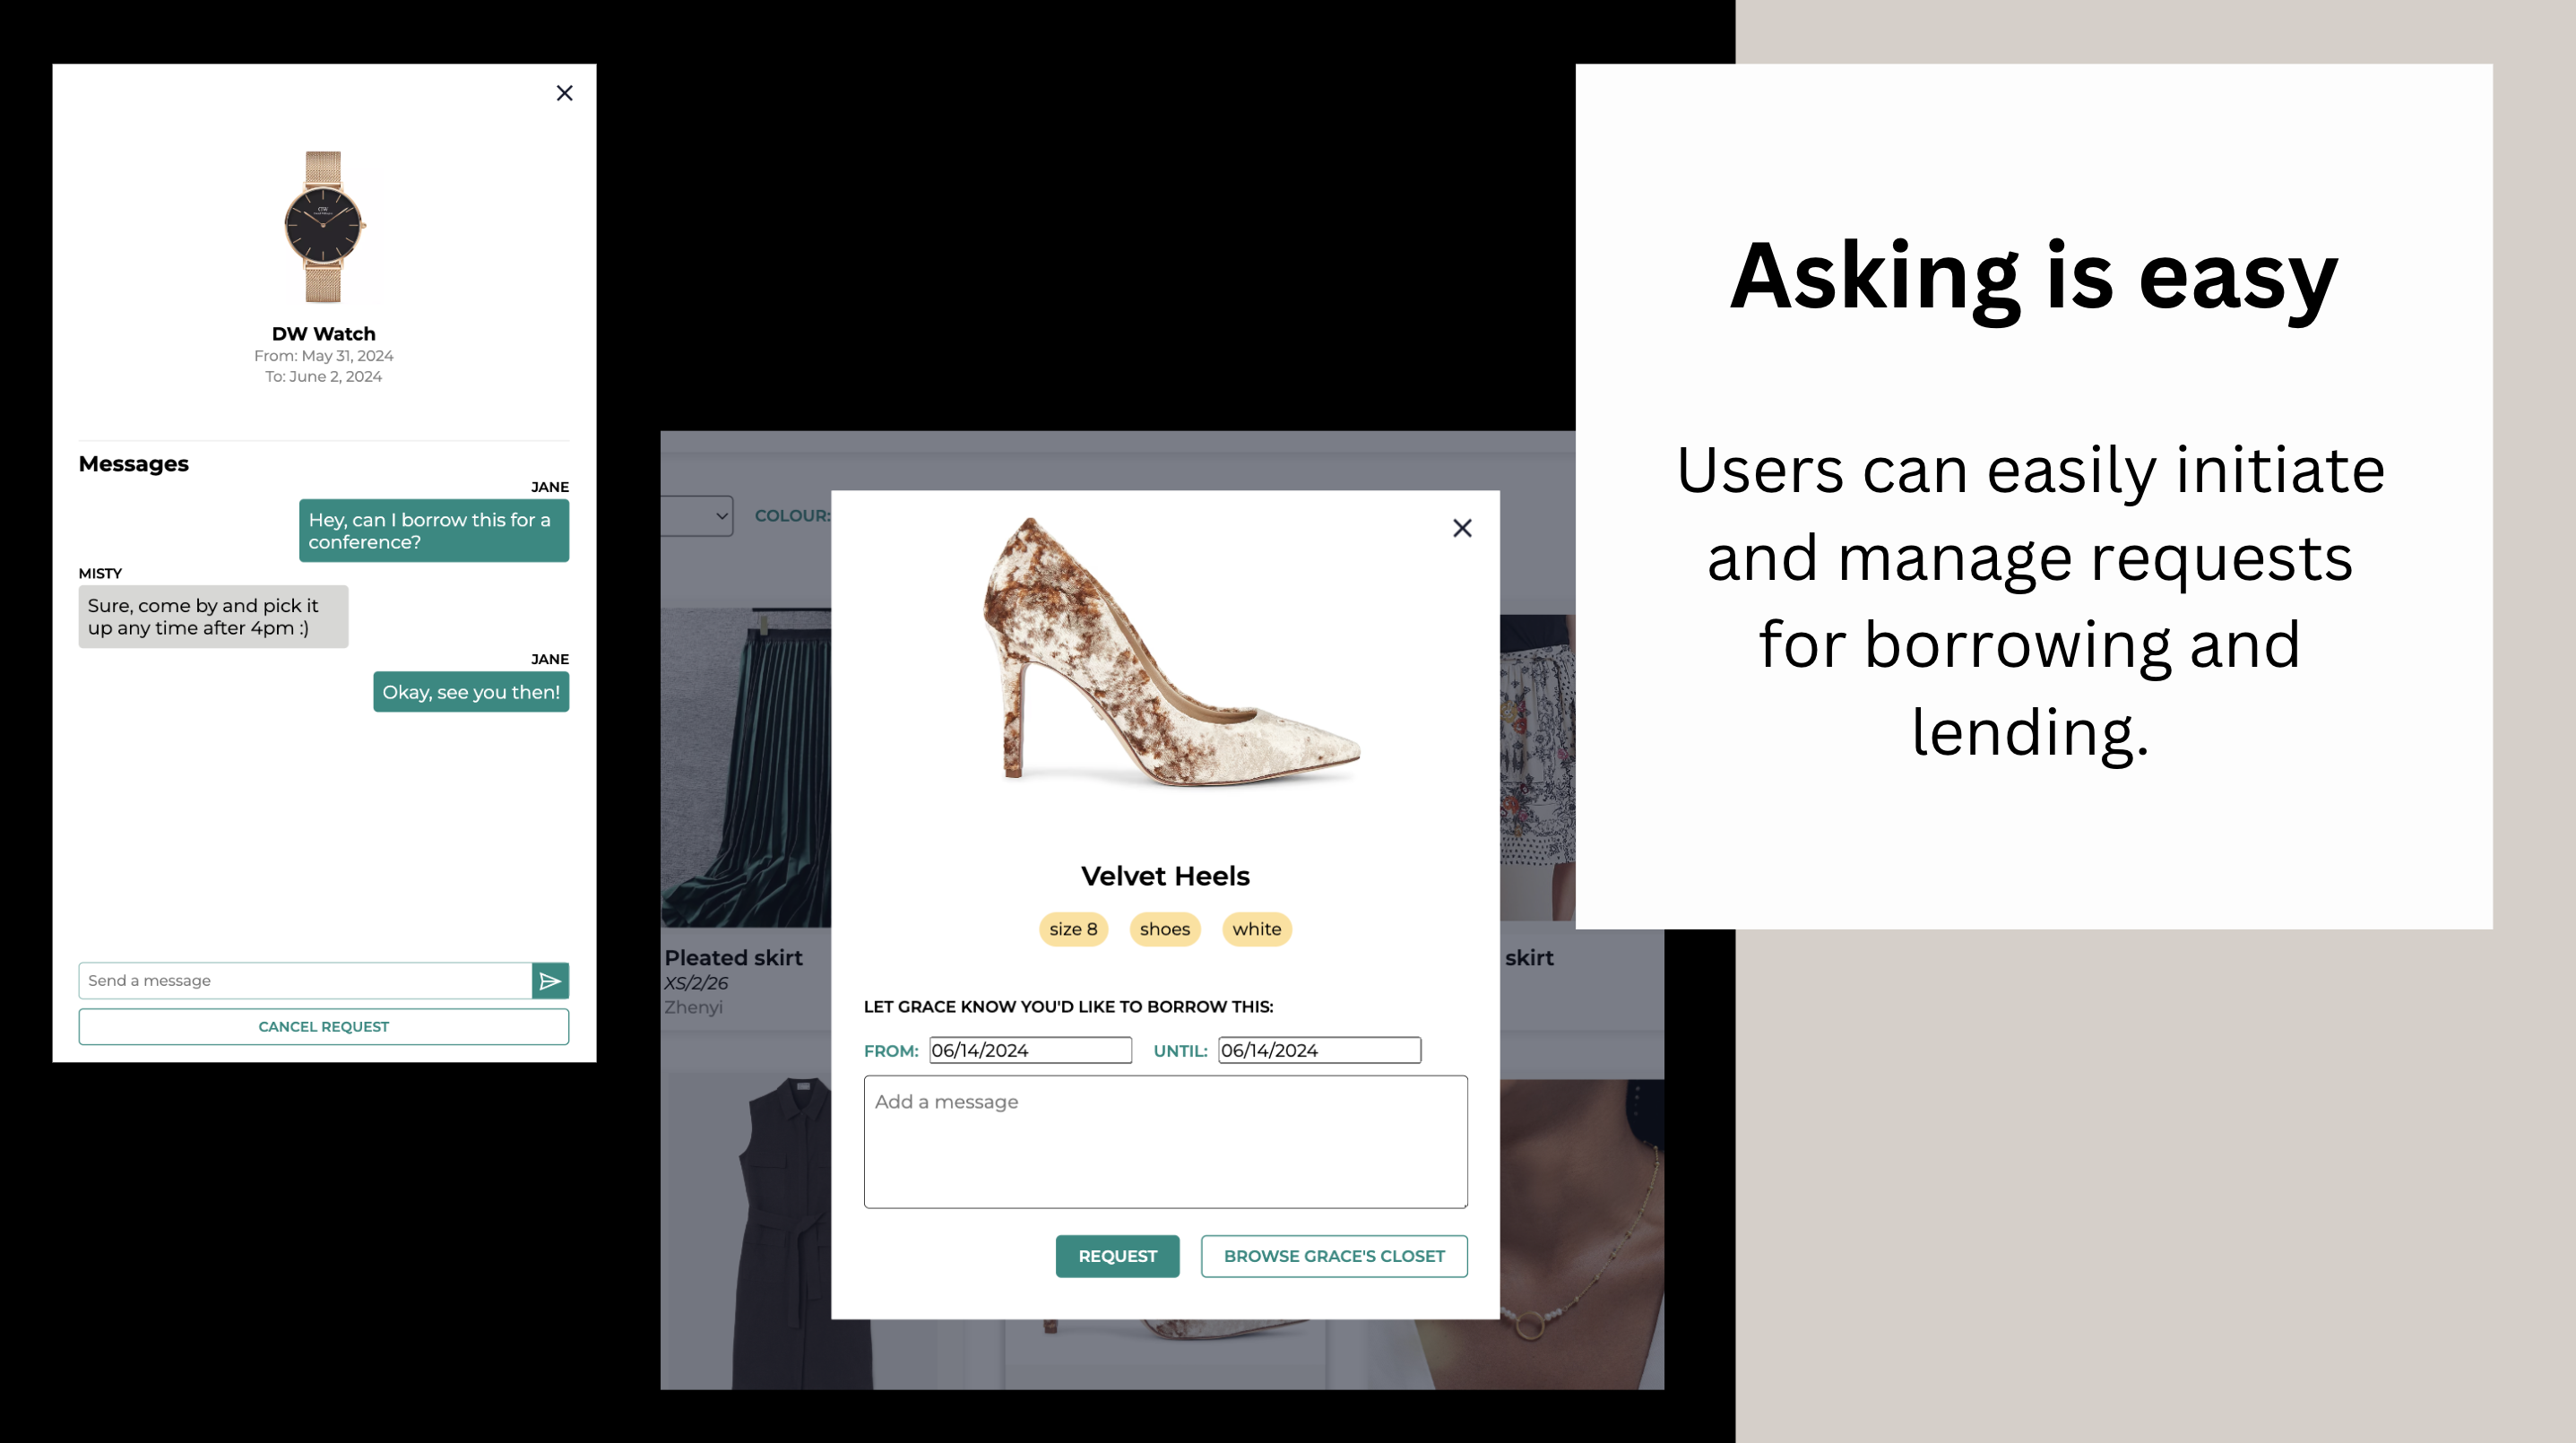 DW Watch
From: May 31, 2024
To: June 2, 2024
Messages
JANE
Hey, can I borrow this for a
conference?
MISTY
Sure, come by and pick it
up any time after 4pm :)
JANE
Okay, see you then!
Send a message
CANCEL REQUEST
COLOUR:
Pleated skirt
XS/2/26
Zhenyi
skirt
Velvet Heels
size 8
shoes
white
LET GRACE KNOW YOU'D LIKE TO BORROW THIS:
FROM: 06/14/2024 UNTIL: 06/14/2024
Add a message
REQUEST
BROWSE GRACE'S CLOSET
Asking is easy
Users can easily initiate
and manage requests
for borrowing and
lending.